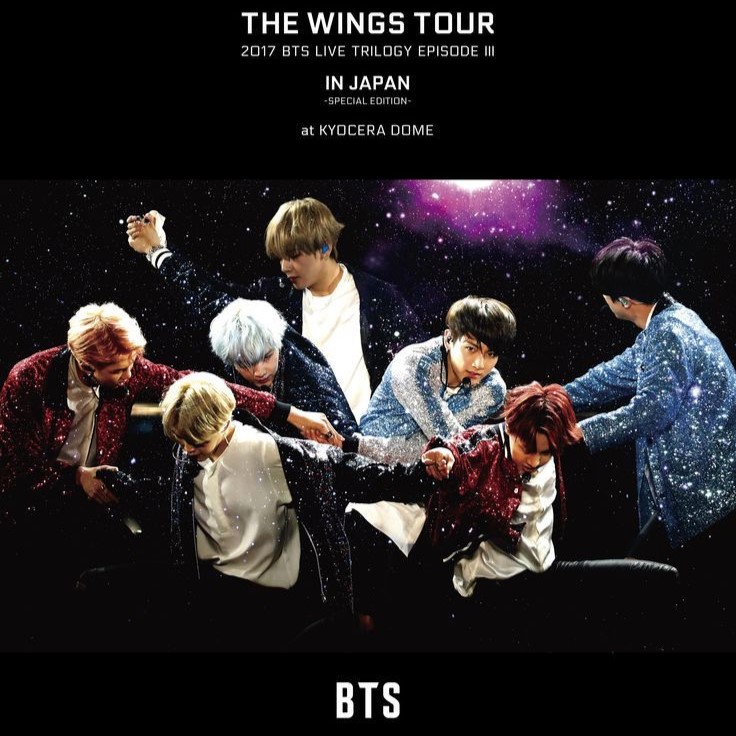 THE WINGS TOUR
2017 BTS LIVE TRILOGY EPISODE III
IN JAPAN
-SPECIAL EDITION-
at KYOCERA DOME
BTS